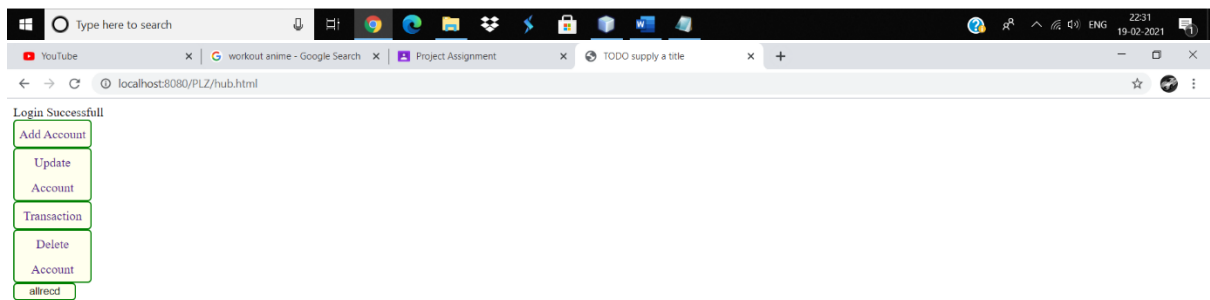 Type here to search
W
ENG
22:31
19-02-2021
1
YouTube
G workout anime - Google Search
Project Assignment
TODO supply a title
localhost:8080/PLZ/hub.html
Login Successfull
Add Account
Update
Account
Transaction
Delete
Account
allrecd